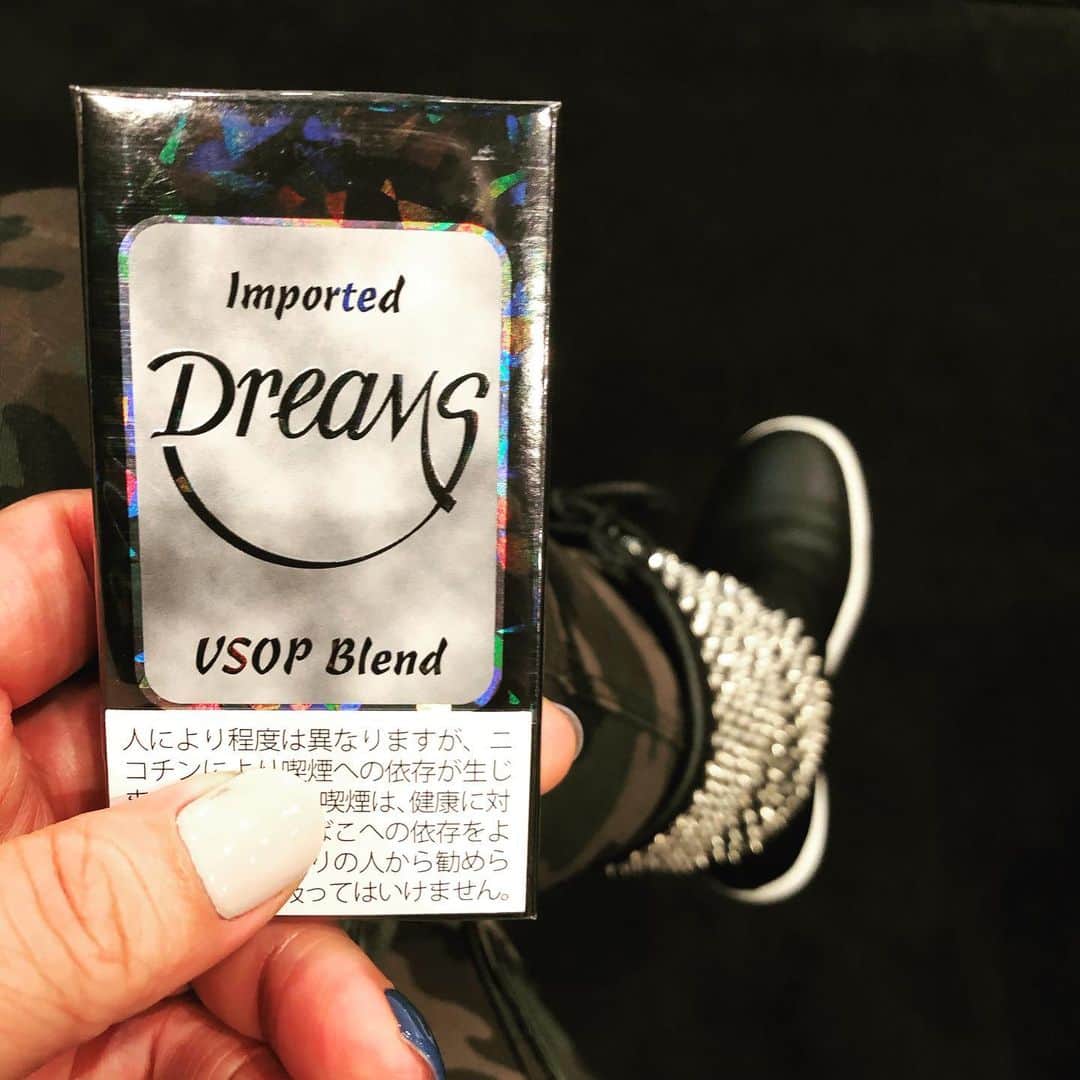 Imported
Dreams
VSOP Blend
人により程度は異なりますが、ニ
コチンにより喫煙への依存が生じ
喫煙は、健康に対
ばこへの依存をよ
りの人から勧めら
ってはいけません。